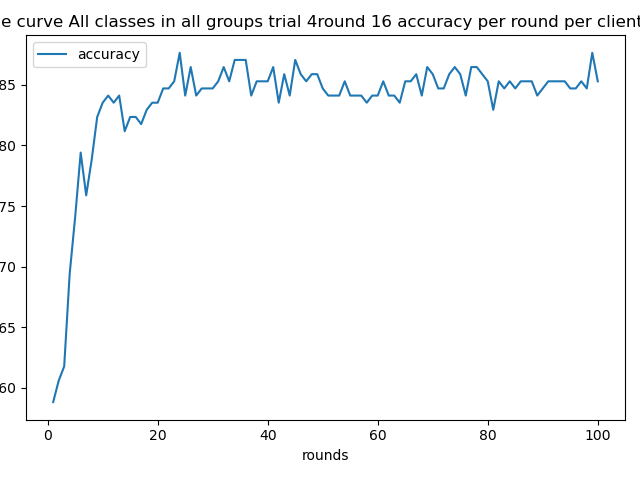 e curve All classes in all groups trial 4round 16 accuracy per round per client
accuracy
85
80
75
70
65
60
0 20 40 60 80 100
rounds